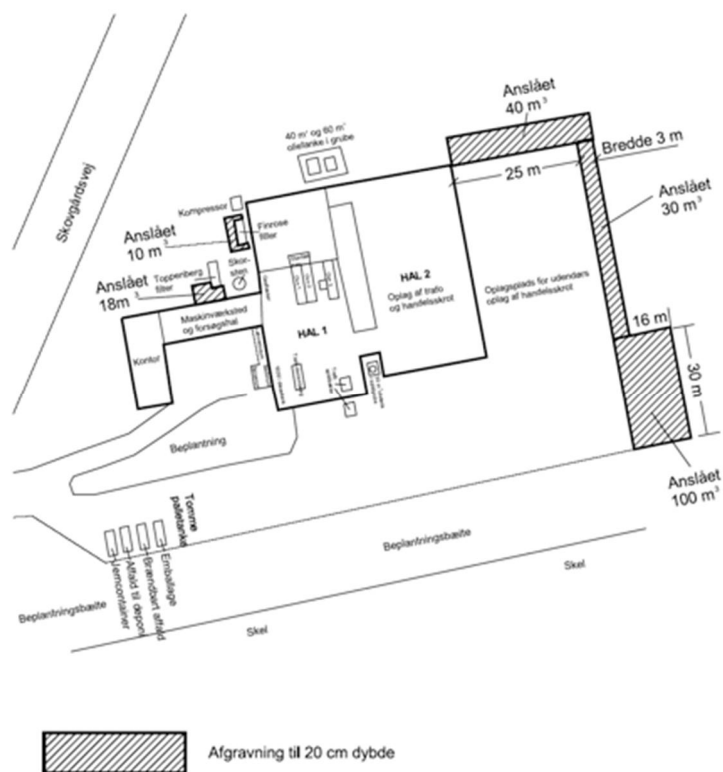 Skovgårdsvej
Anslået
40 m³
Bredde 3 m
25 m
Anslået
30 m³
40 m³ og 60 m³
olietanke i grube
Kompressor
Anslået
10 m³
Finrose
filter
Skor-
sten
Anslået
18m³
Toppenberg
filter
Maskinværksted
og forsøgshal
Kontor
HAL 1
HAL 2
Oplag af trafo
og handelsskrot
Oplagsplads for udendørs
oplag af handelsskrot
16 m
30 m
Anslået
100 m³
Beplantning
Tomme
palletanke
Emballage
Brændbart affald
Affald til deponi
Jerncontainer
Beplantningsbælte
Beplantningsbælte
Skel
Skel
Afgravning til 20 cm dybde